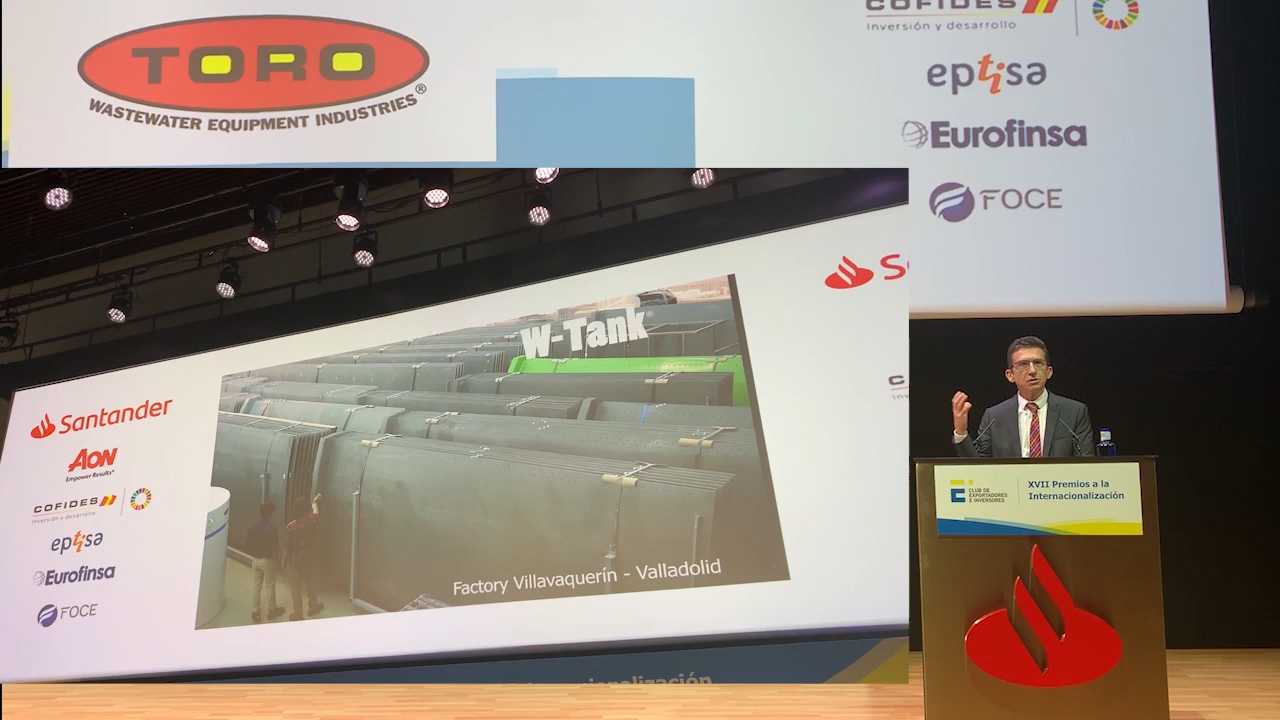 TORO
WASTEWATER EQUIPMENT INDUSTRIES®
COFIDES
Inversión y desarrollo
eptisa
Eurofinsa
FOCE
W-Tank®
Factory Villavaquerín - Valladolid
Santander
AON
Empower Results®
COFIDES
Inversión y desarrollo
eptisa
Eurofinsa
FOCE
S
CLUB DE
EXPORTADORES
E INVERSORES
XVII Premios a la
Internacionalización